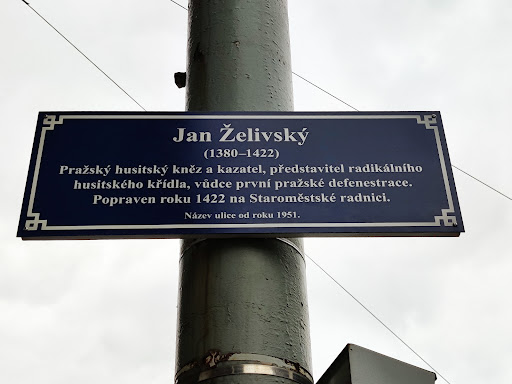 Jan Želivský
(1380–1422)
Pražský husitský kněz a kazatel, představitel radikálního
husitského křídla, vůdce první pražské defenestrace.
Popraven roku 1422 na Staroměstské radnici.
Název ulice od roku 1951.